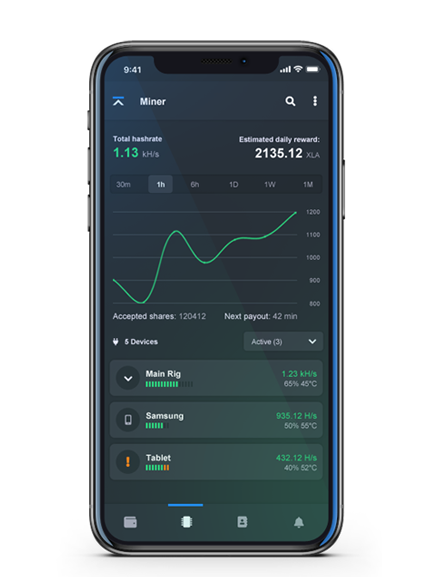 9:41
Miner
Total hashrate
Estimated daily reward:
1.13 kH/s
2135.12 XLA
30m 1h 6h 1D 1W 1M
1200
1100
1000
900
800
Accepted shares: 120412 Next payout: 42 min
5 Devices
Active (3)
Main Rig
1.23 kH/s
65% 45°C
Samsung
935.12 H/s
50% 55°C
Tablet
432.12 H/s
40% 52°C